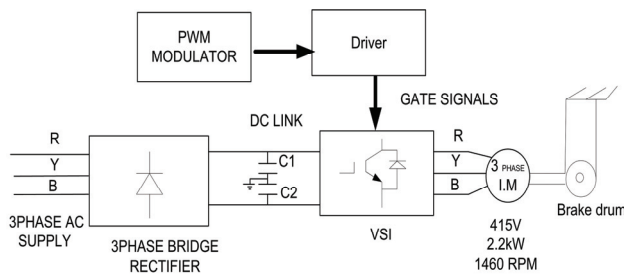 PWM
MODULATOR
Driver
GATE SIGNALS
DC LINK
R
Y
B
C1
C2
R
Y
B
3 PHASE
I.M
Brake drum
3PHASE AC
SUPPLY
3PHASE BRIDGE
RECTIFIER
VSI
415V
2.2kW
1460 RPM